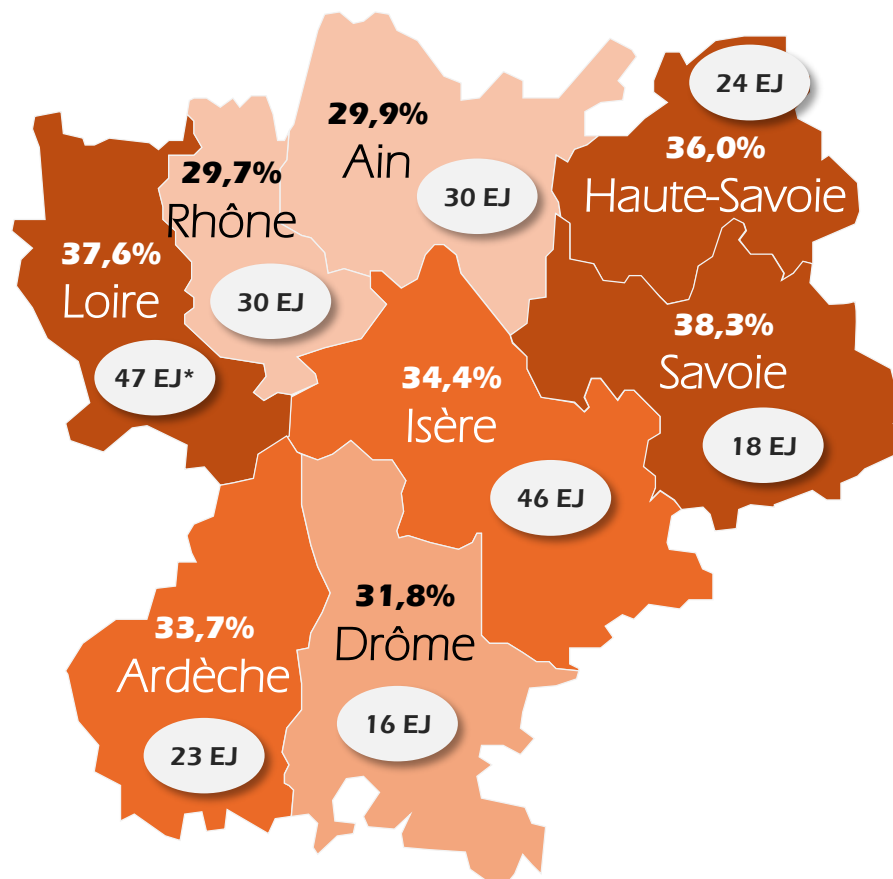 24 EJ
36,0%
Haute-Savoie
29,9%
Ain
30 EJ
29,7%
Rhône
30 EJ
37,6%
Loire
47 EJ*
38,3%
Savoie
18 EJ
34,4%
Isère
46 EJ
31,8%
Drôme
16 EJ
33,7%
Ardèche
23 EJ